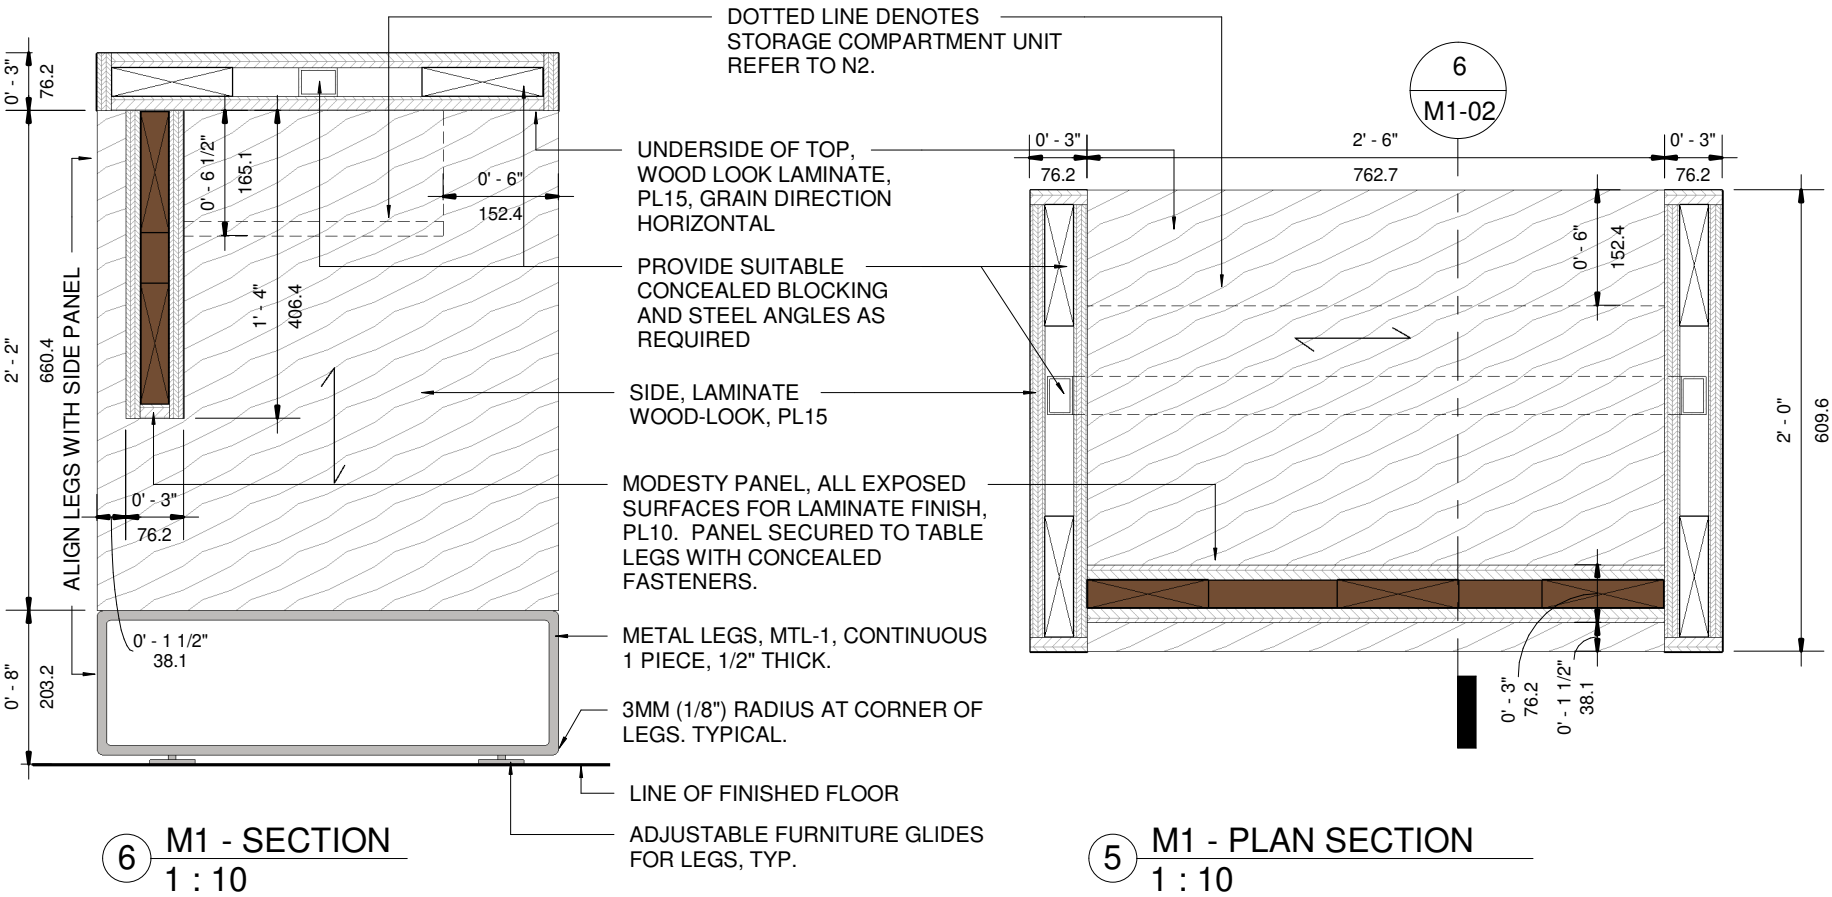 DOTTED LINE DENOTES
STORAGE COMPARTMENT UNIT
REFER TO N2.
UNDERSIDE OF TOP,
WOOD LOOK LAMINATE,
PL15, GRAIN DIRECTION
HORIZONTAL
PROVIDE SUITABLE
CONCEALED BLOCKING
AND STEEL ANGLES AS
REQUIRED
SIDE, LAMINATE
WOOD-LOOK, PL15
MODESTY PANEL, ALL EXPOSED
SURFACES FOR LAMINATE FINISH,
PL10. PANEL SECURED TO TABLE
LEGS WITH CONCEALED
FASTENERS.
METAL LEGS, MTL-1, CONTINUOUS
1 PIECE, 1/2" THICK.
3MM (1/8") RADIUS AT CORNER OF
LEGS. TYPICAL.
LINE OF FINISHED FLOOR
ADJUSTABLE FURNITURE GLIDES
FOR LEGS, TYP.
0' - 3"
76.2
2' - 2"
660.4
0' - 8"
203.2
ALIGN LEGS WITH SIDE PANEL
0' - 6 1/2"
165.1
1' - 4"
406.4
0' - 6"
152.4
0' - 3"
76.2
0' - 1 1/2"
38.1
6
M1 - SECTION
1 : 10
6
M1-02
0' - 3"
76.2
2' - 6"
762.7
0' - 3"
76.2
0' - 6"
152.4
2' - 0"
609.6
0' - 3"
76.2
0' - 1 1/2"
38.1
5
M1 - PLAN SECTION
1 : 10